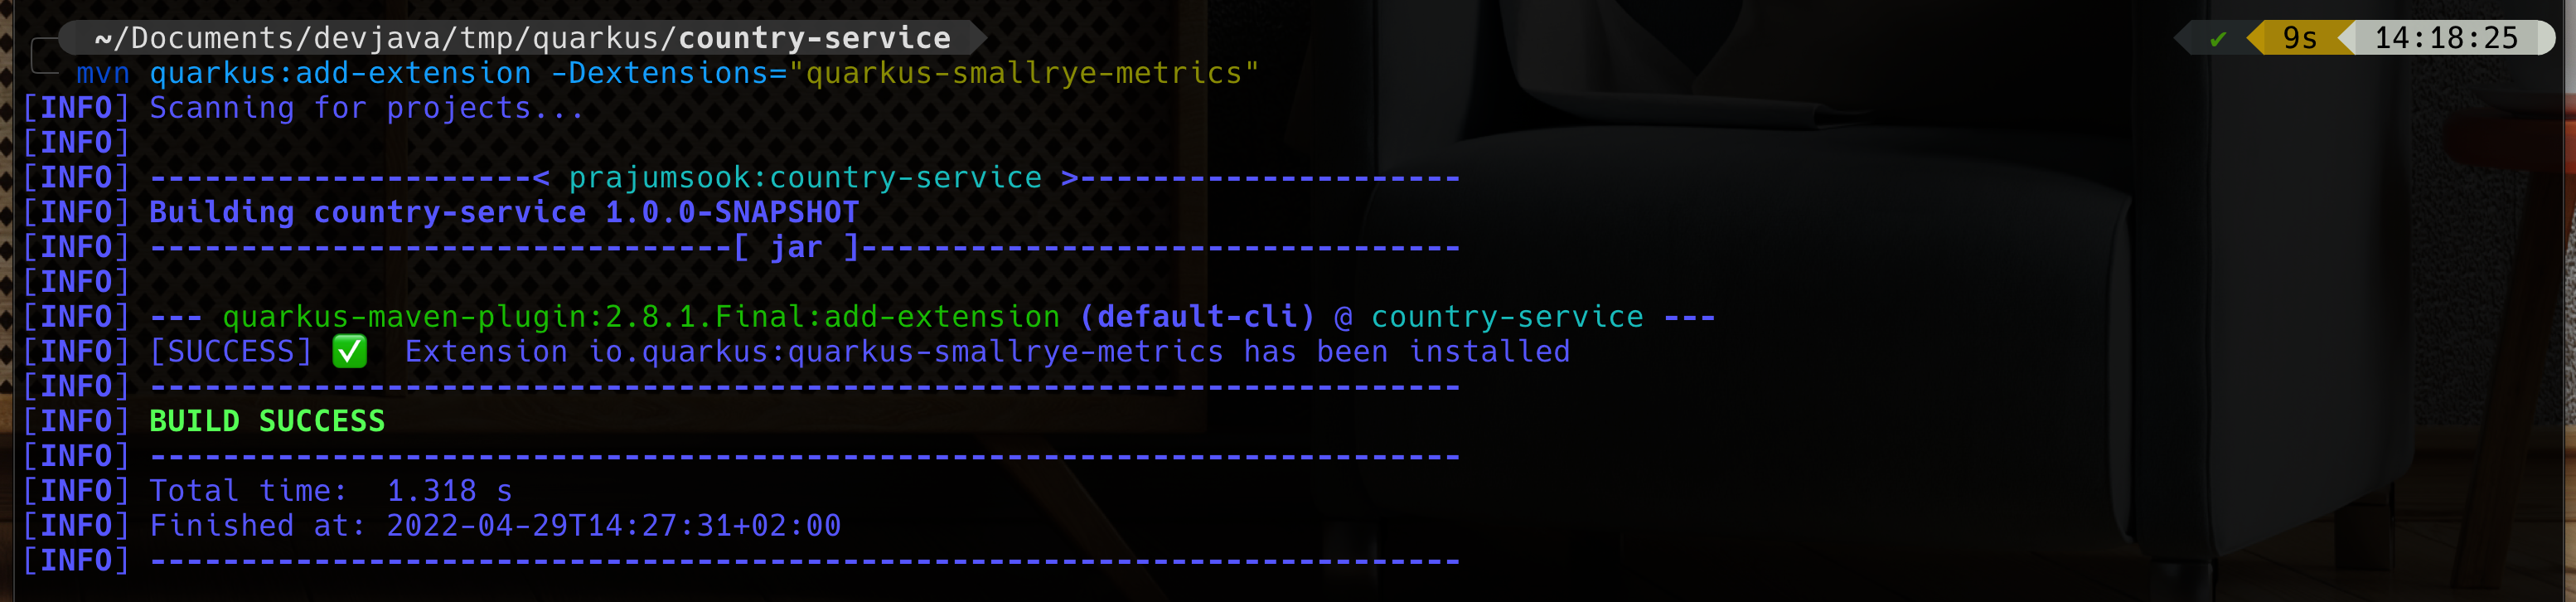 ~/Documents/devjava/tmp/quarkus/country-service ✔ 9s 14:18:25
mvn quarkus:add-extension -Dextensions="quarkus-smallrye-metrics"
[INFO] Scanning for projects...
[INFO]
[INFO] ---------------------< prajumsook:country-service >---------------------
[INFO] Building country-service 1.0.0-SNAPSHOT
[INFO] --------------------------------[ jar ]---------------------------------
[INFO]
[INFO] --- quarkus-maven-plugin:2.8.1.Final:add-extension (default-cli) @ country-service ---
[INFO] [SUCCESS] ✅ Extension io.quarkus:quarkus-smallrye-metrics has been installed
[INFO] ------------------------------------------------------------------------
[INFO] BUILD SUCCESS
[INFO] ------------------------------------------------------------------------
[INFO] Total time:  1.318 s
[INFO] Finished at: 2022-04-29T14:27:31+02:00
[INFO] ------------------------------------------------------------------------